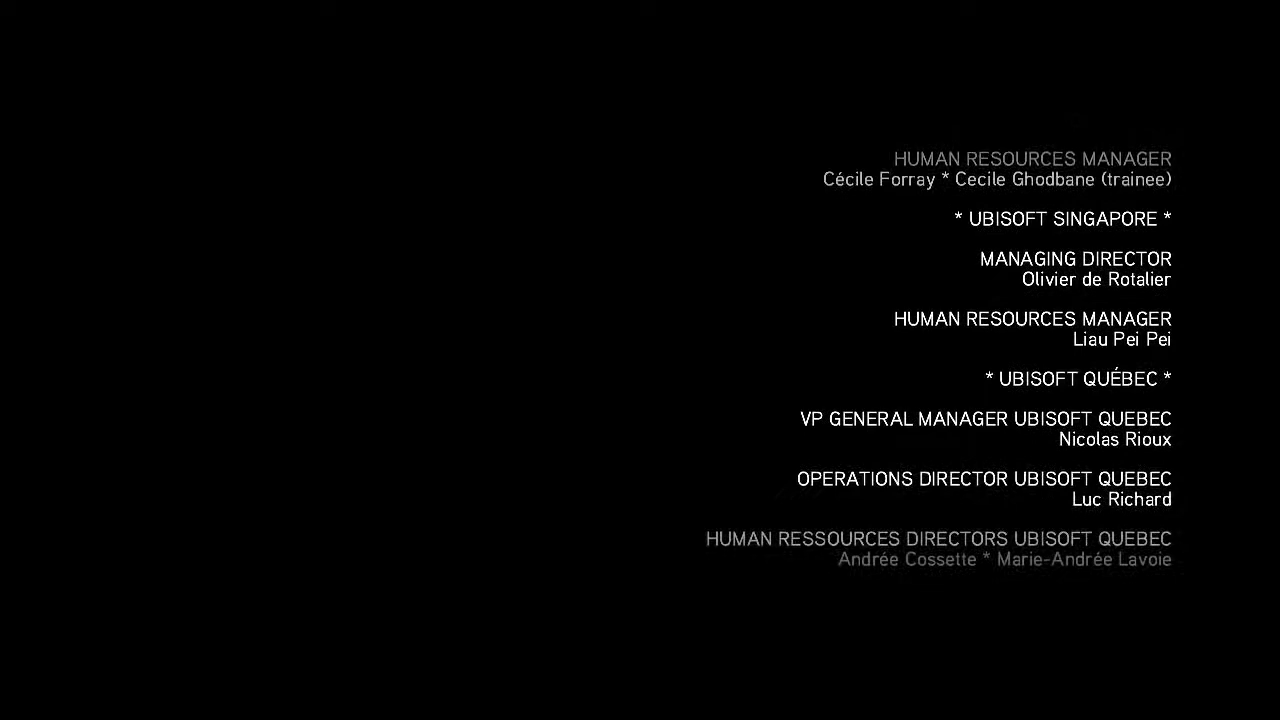 HUMAN RESOURCES MANAGER
Cécile Forray * Cecile Ghodbane (trainee)
* UBISOFT SINGAPORE *
MANAGING DIRECTOR
Olivier de Rotalier
HUMAN RESOURCES MANAGER
Liau Pei Pei
* UBISOFT QUÉBEC *
VP GENERAL MANAGER UBISOFT QUEBEC
Nicolas Rioux
OPERATIONS DIRECTOR UBISOFT QUEBEC
Luc Richard
HUMAN RESSOURCES DIRECTORS UBISOFT QUEBEC
Andrée Cossette * Marie-Andrée Lavoie